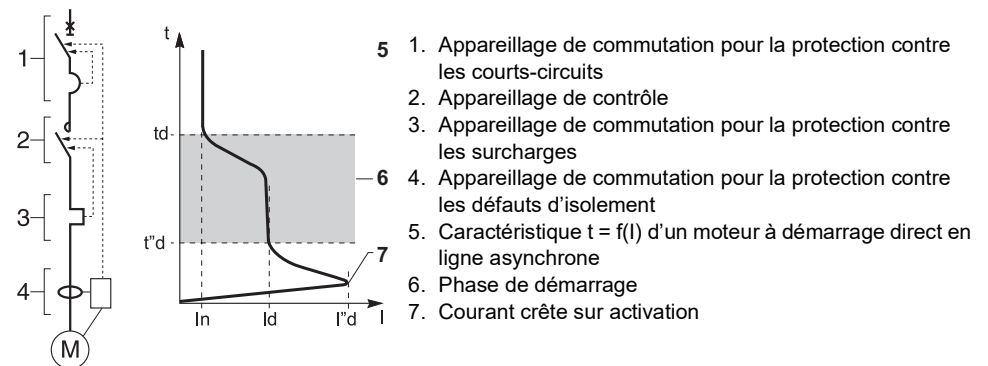 1
2
3
4
M
t
td
t"d
In
Id
I"d
I
5
6
7
1. Appareillage de commutation pour la protection contre
les courts-circuits
2. Appareillage de contrôle
3. Appareillage de commutation pour la protection contre
les surcharges
4. Appareillage de commutation pour la protection contre
les défauts d’isolement
5. Caractéristique t = f(I) d’un moteur à démarrage direct en
ligne asynchrone
6. Phase de démarrage
7. Courant crête sur activation